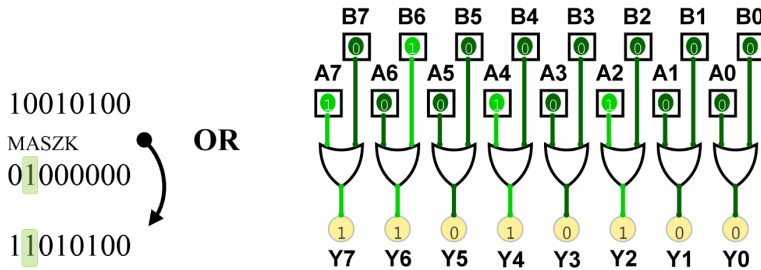 10010100
MASZK
01000000
11010100
OR
B7 B6 B5 B4 B3 B2 B1 B0
0 1 0 0 0 0 0 0
A7 A6 A5 A4 A3 A2 A1 A0
1 0 0 1 0 1 0 0
1 1 0 1 0 1 0 0
Y7 Y6 Y5 Y4 Y3 Y2 Y1 Y0